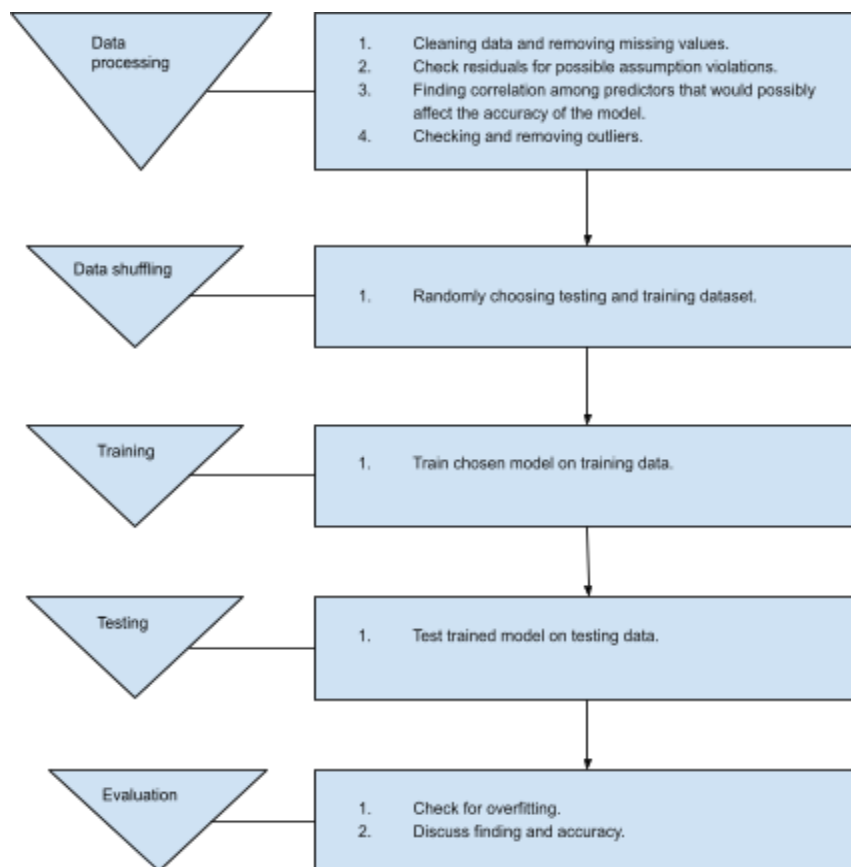 Data
processing
1. Cleaning data and removing missing values.
2. Check residuals for possible assumption violations.
3. Finding correlation among predictors that would possibly
affect the accuracy of the model.
4. Checking and removing outliers.
Data shuffling
1. Randomly choosing testing and training dataset.
Training
1. Train chosen model on training data.
Testing
1. Test trained model on testing data.
Evaluation
1. Check for overfitting.
2. Discuss finding and accuracy.